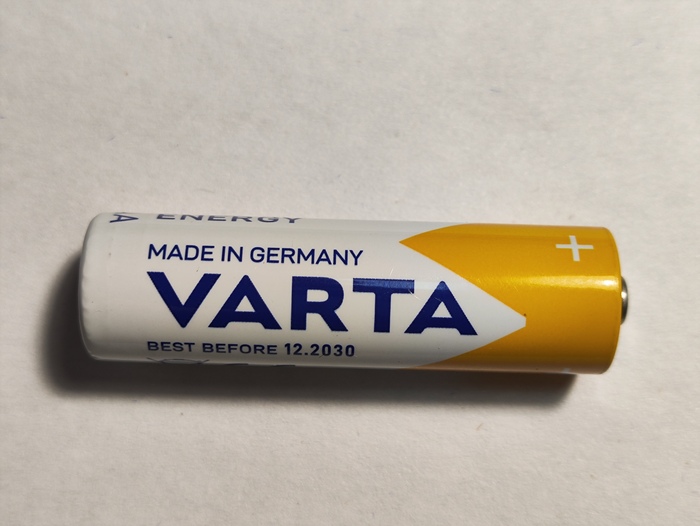 ENERGY
A
+
MADE IN GERMANY
VARTA
BEST BEFORE 12.2030